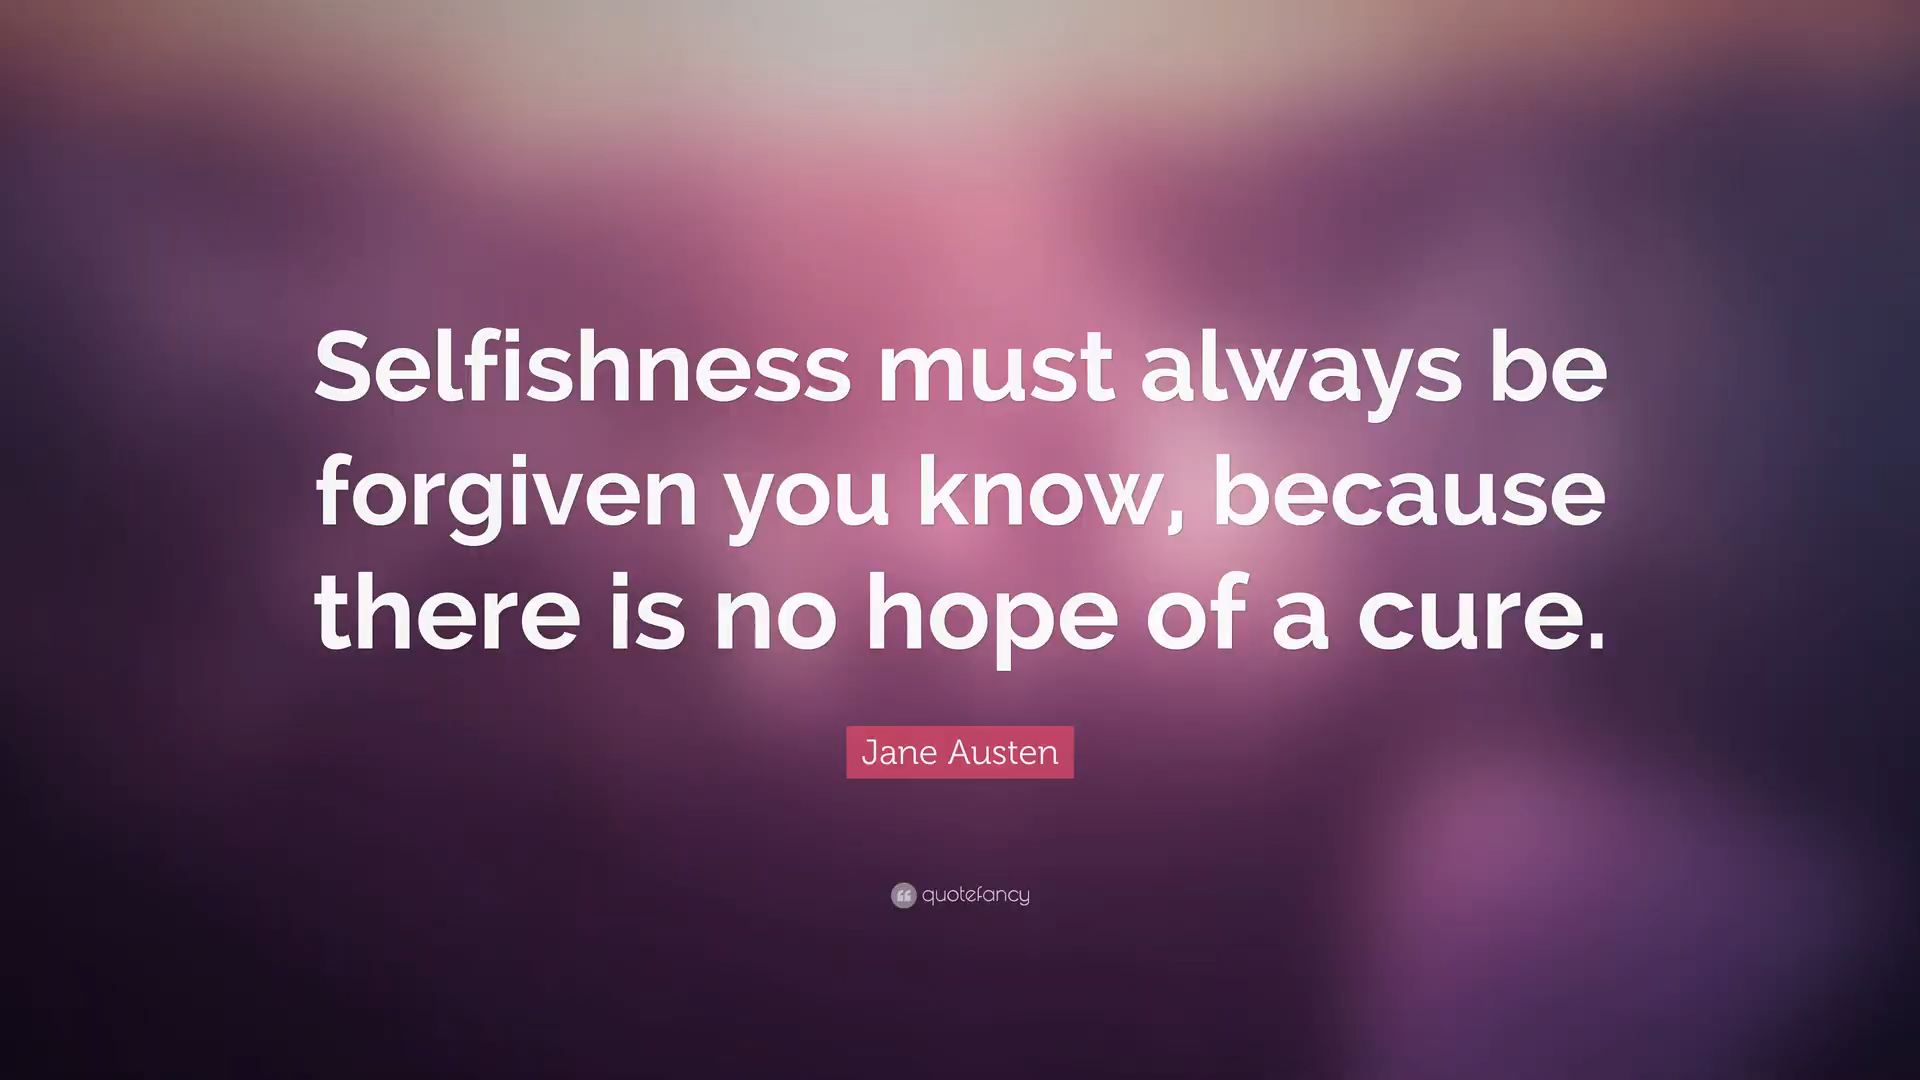 Selfishness must always be
forgiven you know, because
there is no hope of a cure.
Jane Austen
quotefancy